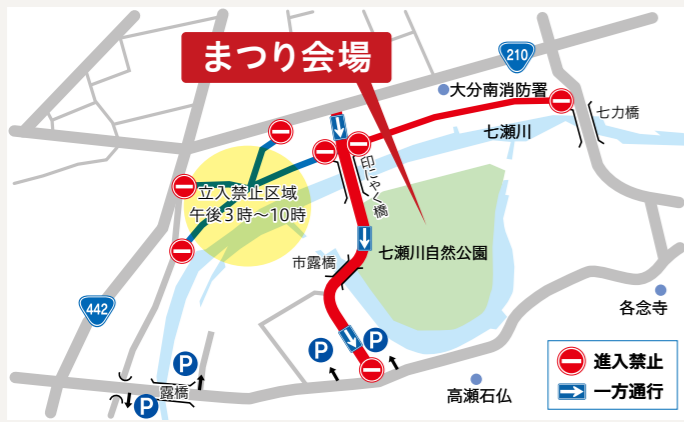 まつり会場
210
大分南消防署
七瀬川
七力橋
印にゃく橋
立入禁止区域
午後3時〜10時
七瀬川自然公園
市露橋
442
各念寺
P
P
P
露橋
P
高瀬石仏
進入禁止
一方通行